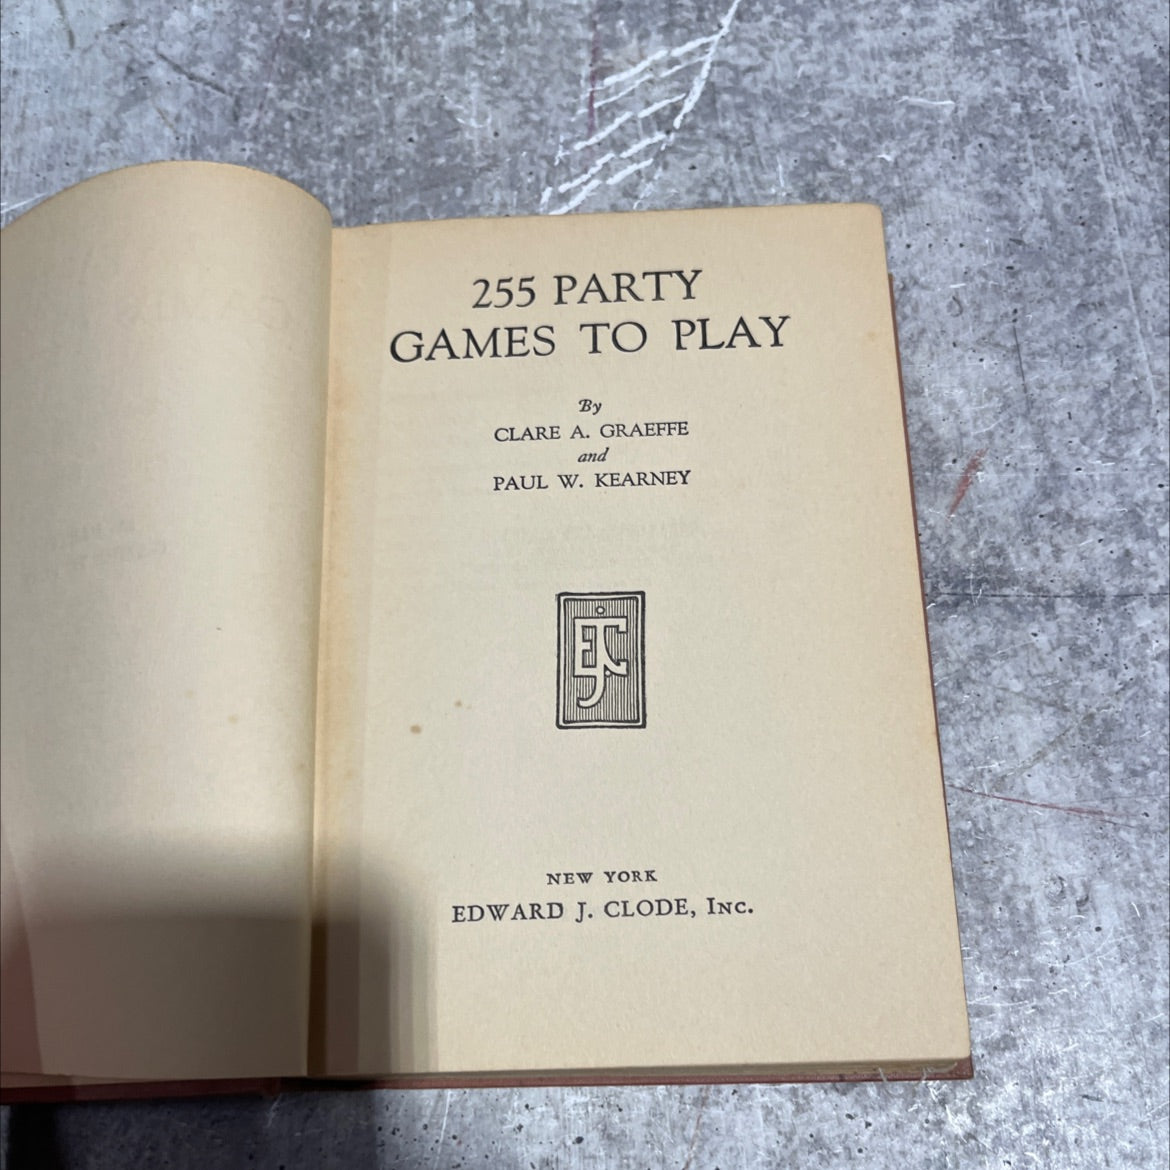 255 PARTY
GAMES TO PLAY
By
CLARE A. GRAEFFE
and
PAUL W. KEARNEY
EJC
NEW YORK
EDWARD J. CLODE, INC.